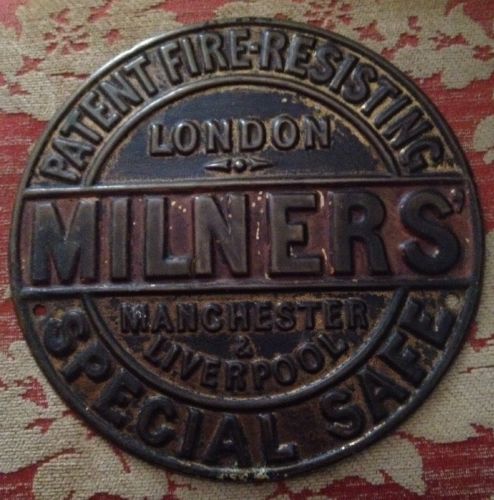 PATENT FIRE-RESISTING
LONDON
MILNERS'
MANCHESTER
&
LIVERPOOL
SPECIAL SAFE